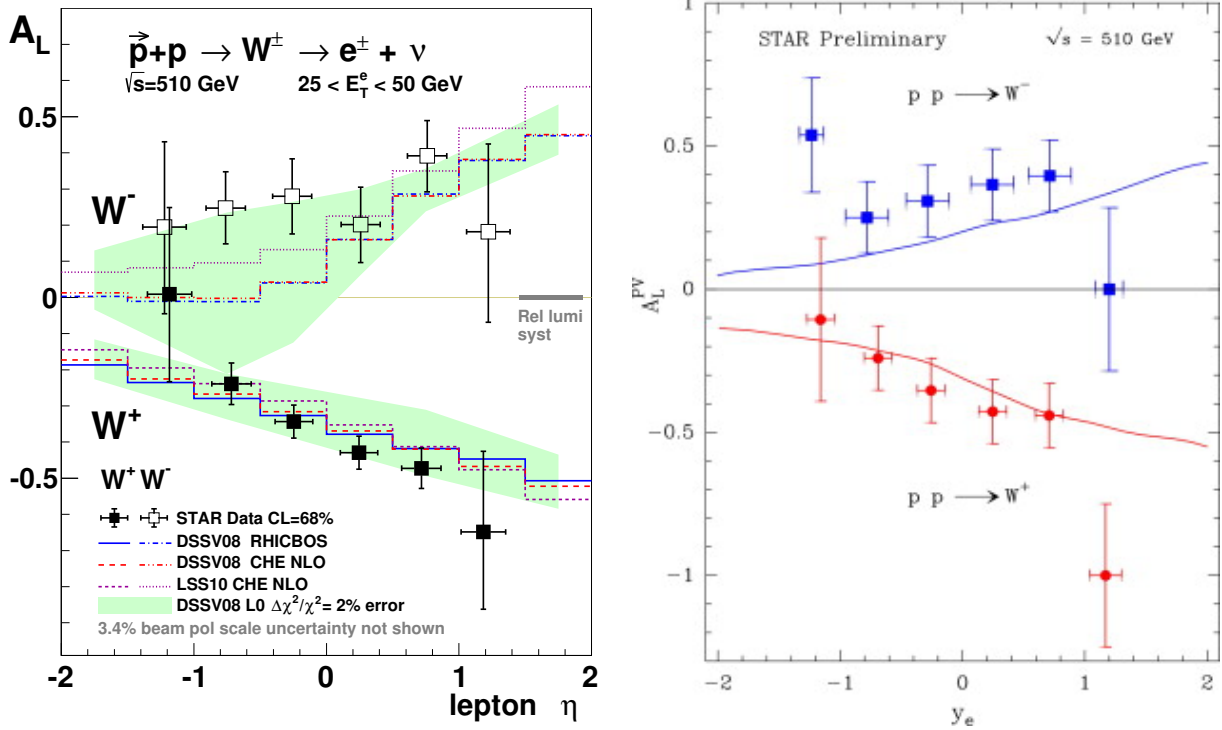 A_L
p+p → W± → e± + ν
√s=510 GeV 25 < E_T^e < 50 GeV
0.5
W-
0
Rel lumi
syst
W+
-0.5
W+ W-
STAR Data CL=68%
DSSV08 RHICBOS
DSSV08 CHE NLO
LSS10 CHE NLO
DSSV08 L0 Δχ²/χ²= 2% error
3.4% beam pol scale uncertainty not shown
-2 -1 0 1 2
lepton η
STAR Preliminary √s = 510 GeV
p p → W-
0.5
0
A_L^PV
-0.5
p p → W+
-1
-2 -1 0 1 2
y_e